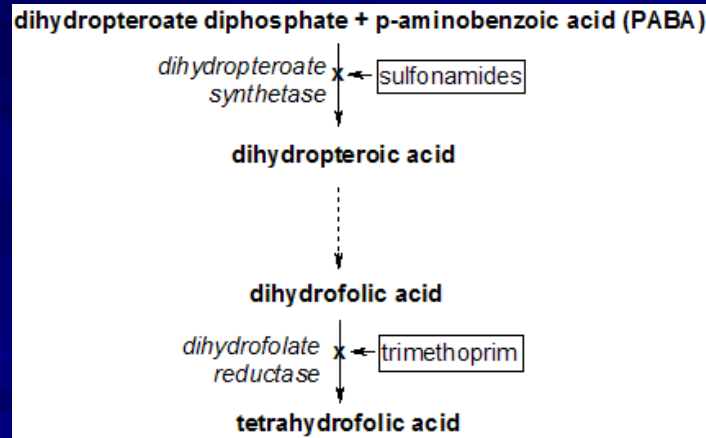 dihydropteroate diphosphate + p-aminobenzoic acid (PABA)
dihydropteroate
synthetase
x
sulfonamides
dihydropteroic acid
dihydrofolic acid
dihydrofolate
reductase
x
trimethoprim
tetrahydrofolic acid